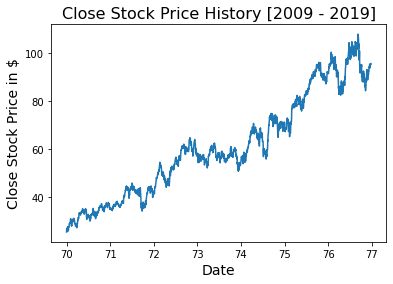 Close Stock Price History [2009 - 2019]
Close Stock Price in $
100
80
60
40
70 71 72 73 74 75 76 77
Date